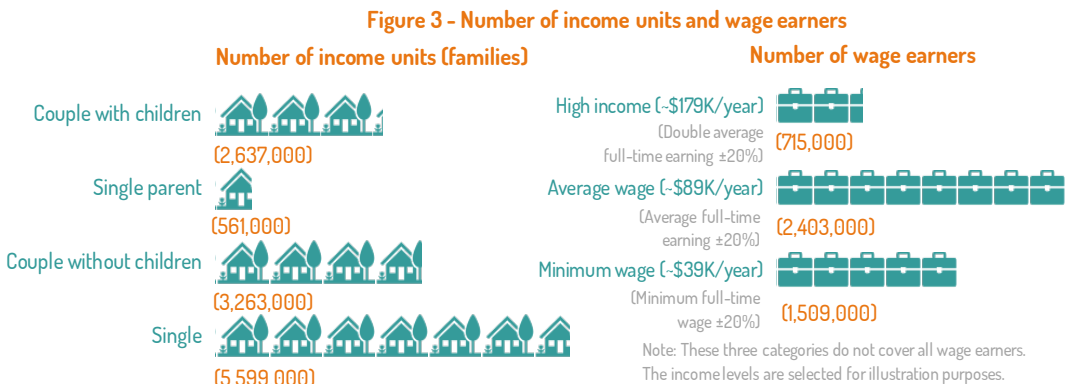 Figure 3 - Number of income units and wage earners
Number of income units (families)
Couple with children
(2,637,000)
Single parent
(561,000)
Couple without children
(3,263,000)
Single
(5,599,000)
Number of wage earners
High income (~$179K/year)
(Double average
full-time earning ±20%)
(715,000)
Average wage (~$89K/year)
(Average full-time
earning ±20%)
(2,403,000)
Minimum wage (~$39K/year)
(Minimum full-time
wage ±20%)
(1,509,000)
Note: These three categories do not cover all wage earners.
The income levels are selected for illustration purposes.